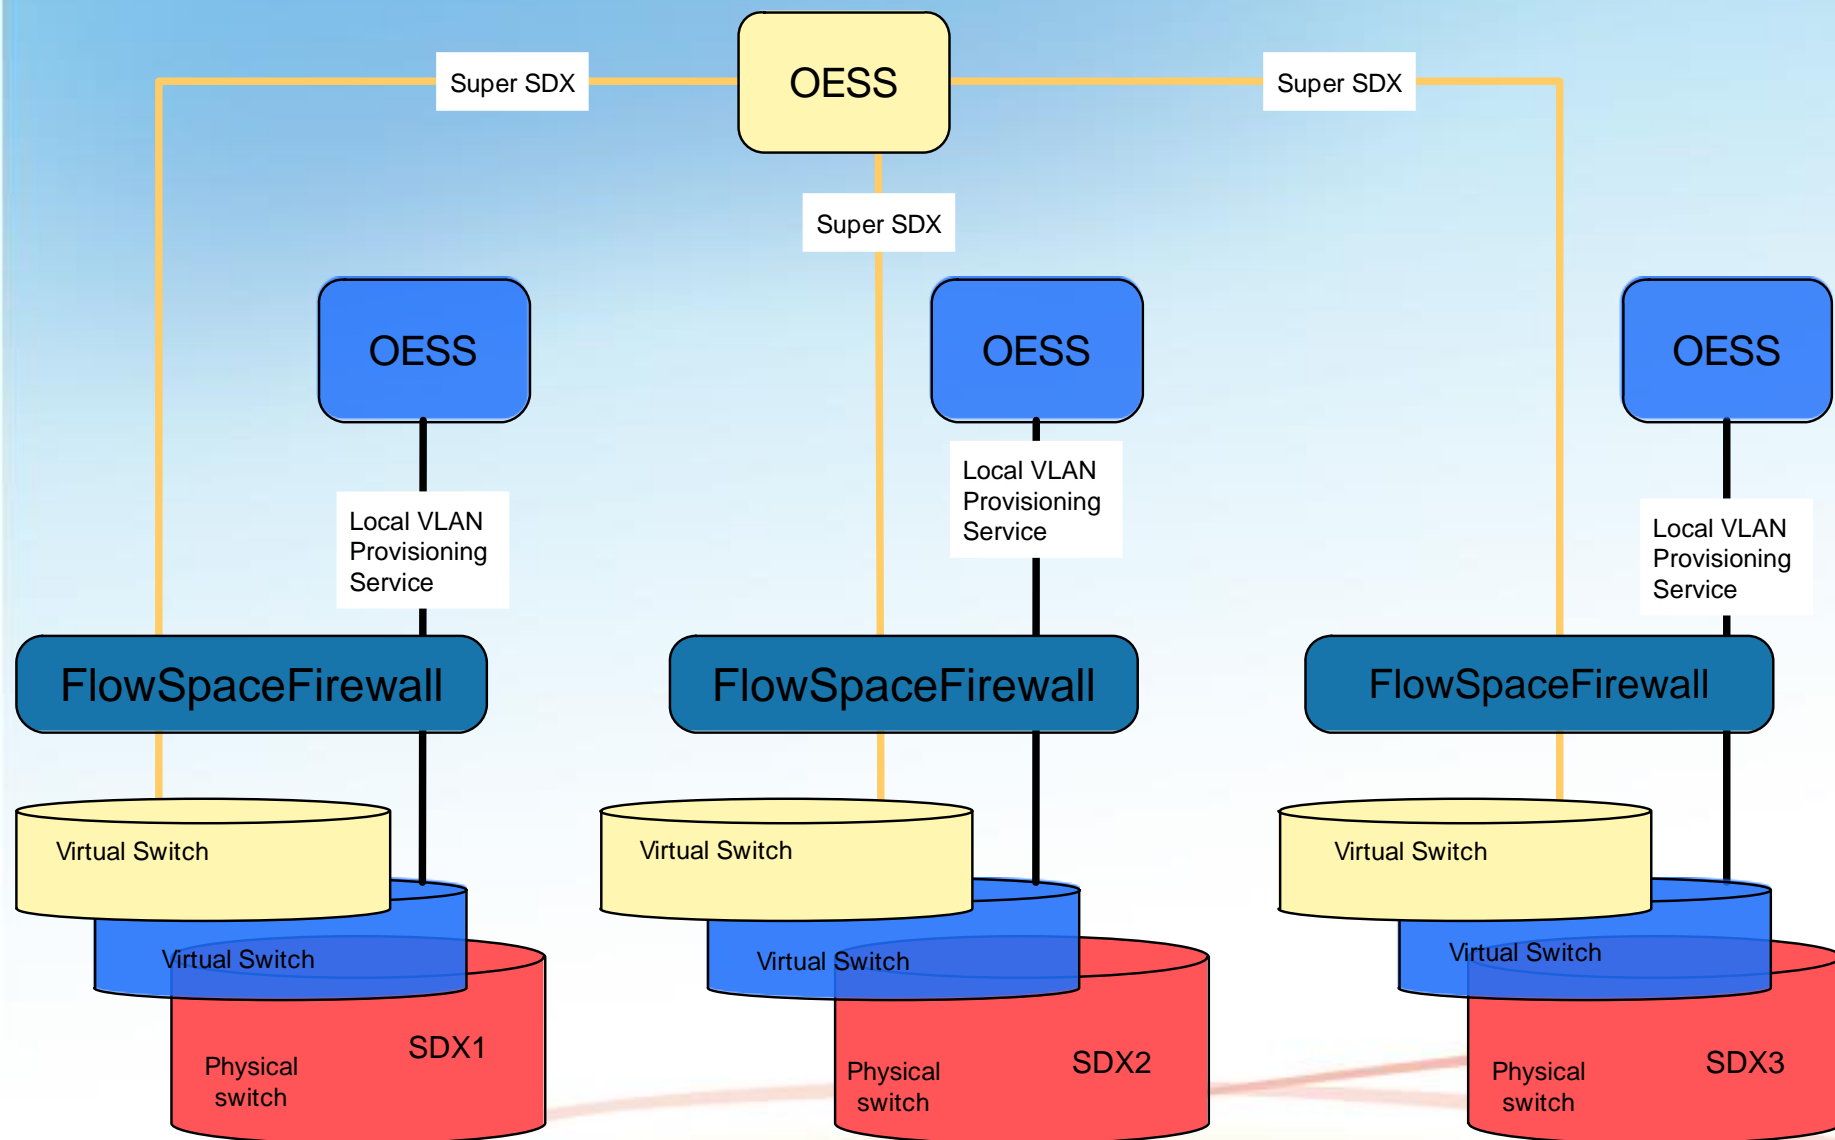 OESS
Super SDX
Super SDX
Super SDX
OESS
OESS
OESS
Local VLAN
Provisioning
Service
Local VLAN
Provisioning
Service
Local VLAN
Provisioning
Service
FlowSpaceFirewall
FlowSpaceFirewall
FlowSpaceFirewall
Virtual Switch
Virtual Switch
Virtual Switch
Virtual Switch
Virtual Switch
Virtual Switch
SDX1
Physical
switch
SDX2
Physical
switch
SDX3
Physical
switch